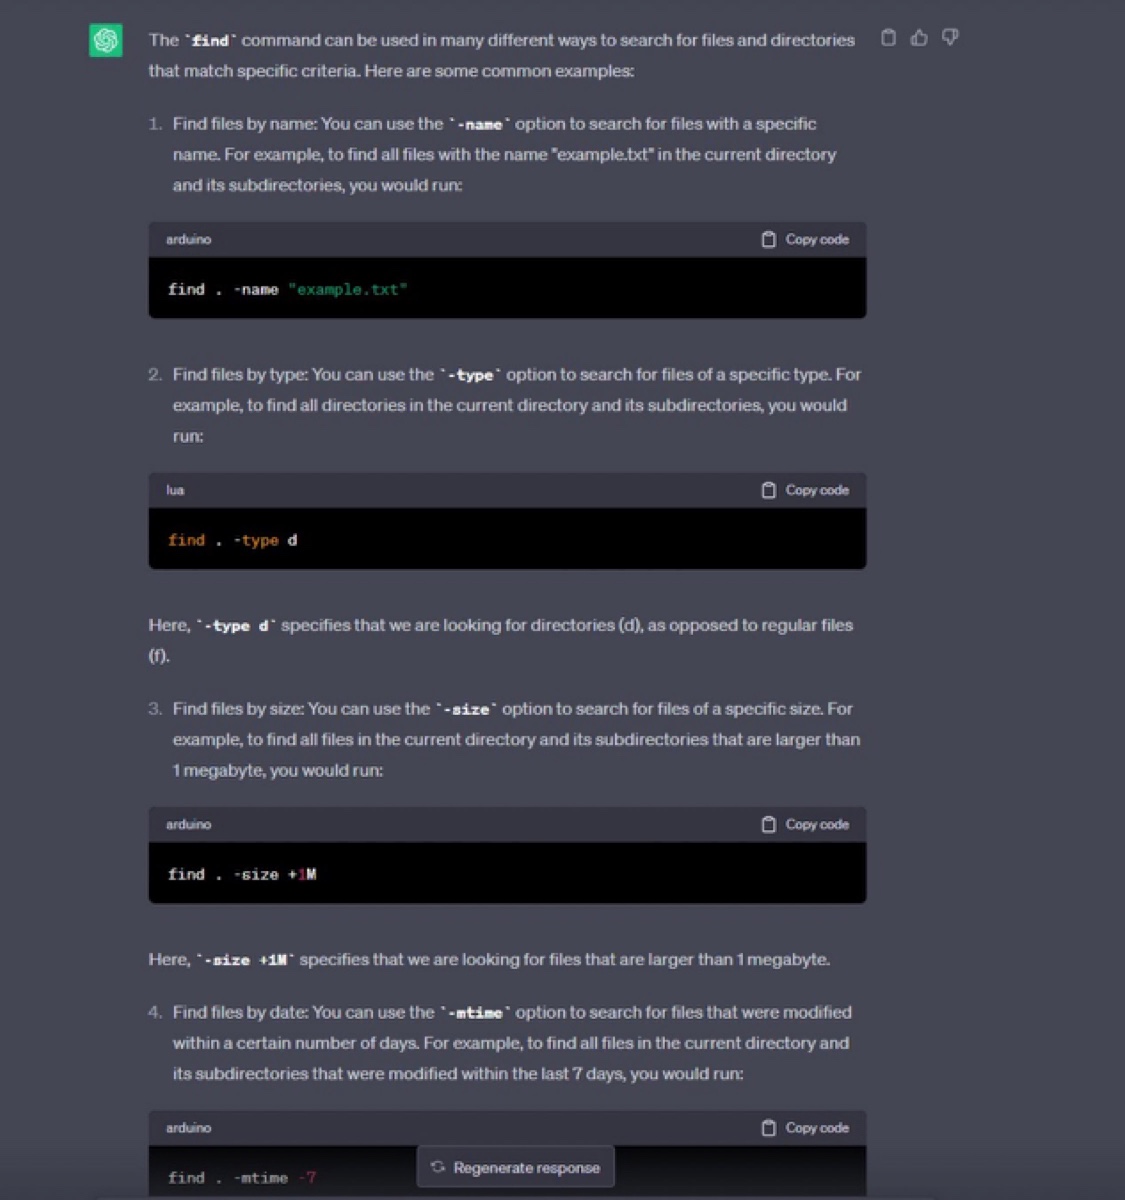 The `find` command can be used in many different ways to search for files and directories
that match specific criteria. Here are some common examples:
1. Find files by name: You can use the `-name` option to search for files with a specific
name. For example, to find all files with the name "example.txt" in the current directory
and its subdirectories, you would run:
arduino Copy code
find . -name "example.txt"
2. Find files by type: You can use the `-type` option to search for files of a specific type. For
example, to find all directories in the current directory and its subdirectories, you would
run:
lua Copy code
find . -type d
Here, `-type d` specifies that we are looking for directories (d), as opposed to regular files
(f).
3. Find files by size: You can use the `-size` option to search for files of a specific size. For
example, to find all files in the current directory and its subdirectories that are larger than
1 megabyte, you would run:
arduino Copy code
find . -size +1M
Here, `-size +1M` specifies that we are looking for files that are larger than 1 megabyte.
4. Find files by date: You can use the `-mtime` option to search for files that were modified
within a certain number of days. For example, to find all files in the current directory and
its subdirectories that were modified within the last 7 days, you would run:
arduino Copy code
find . -mtime -7
Regenerate response